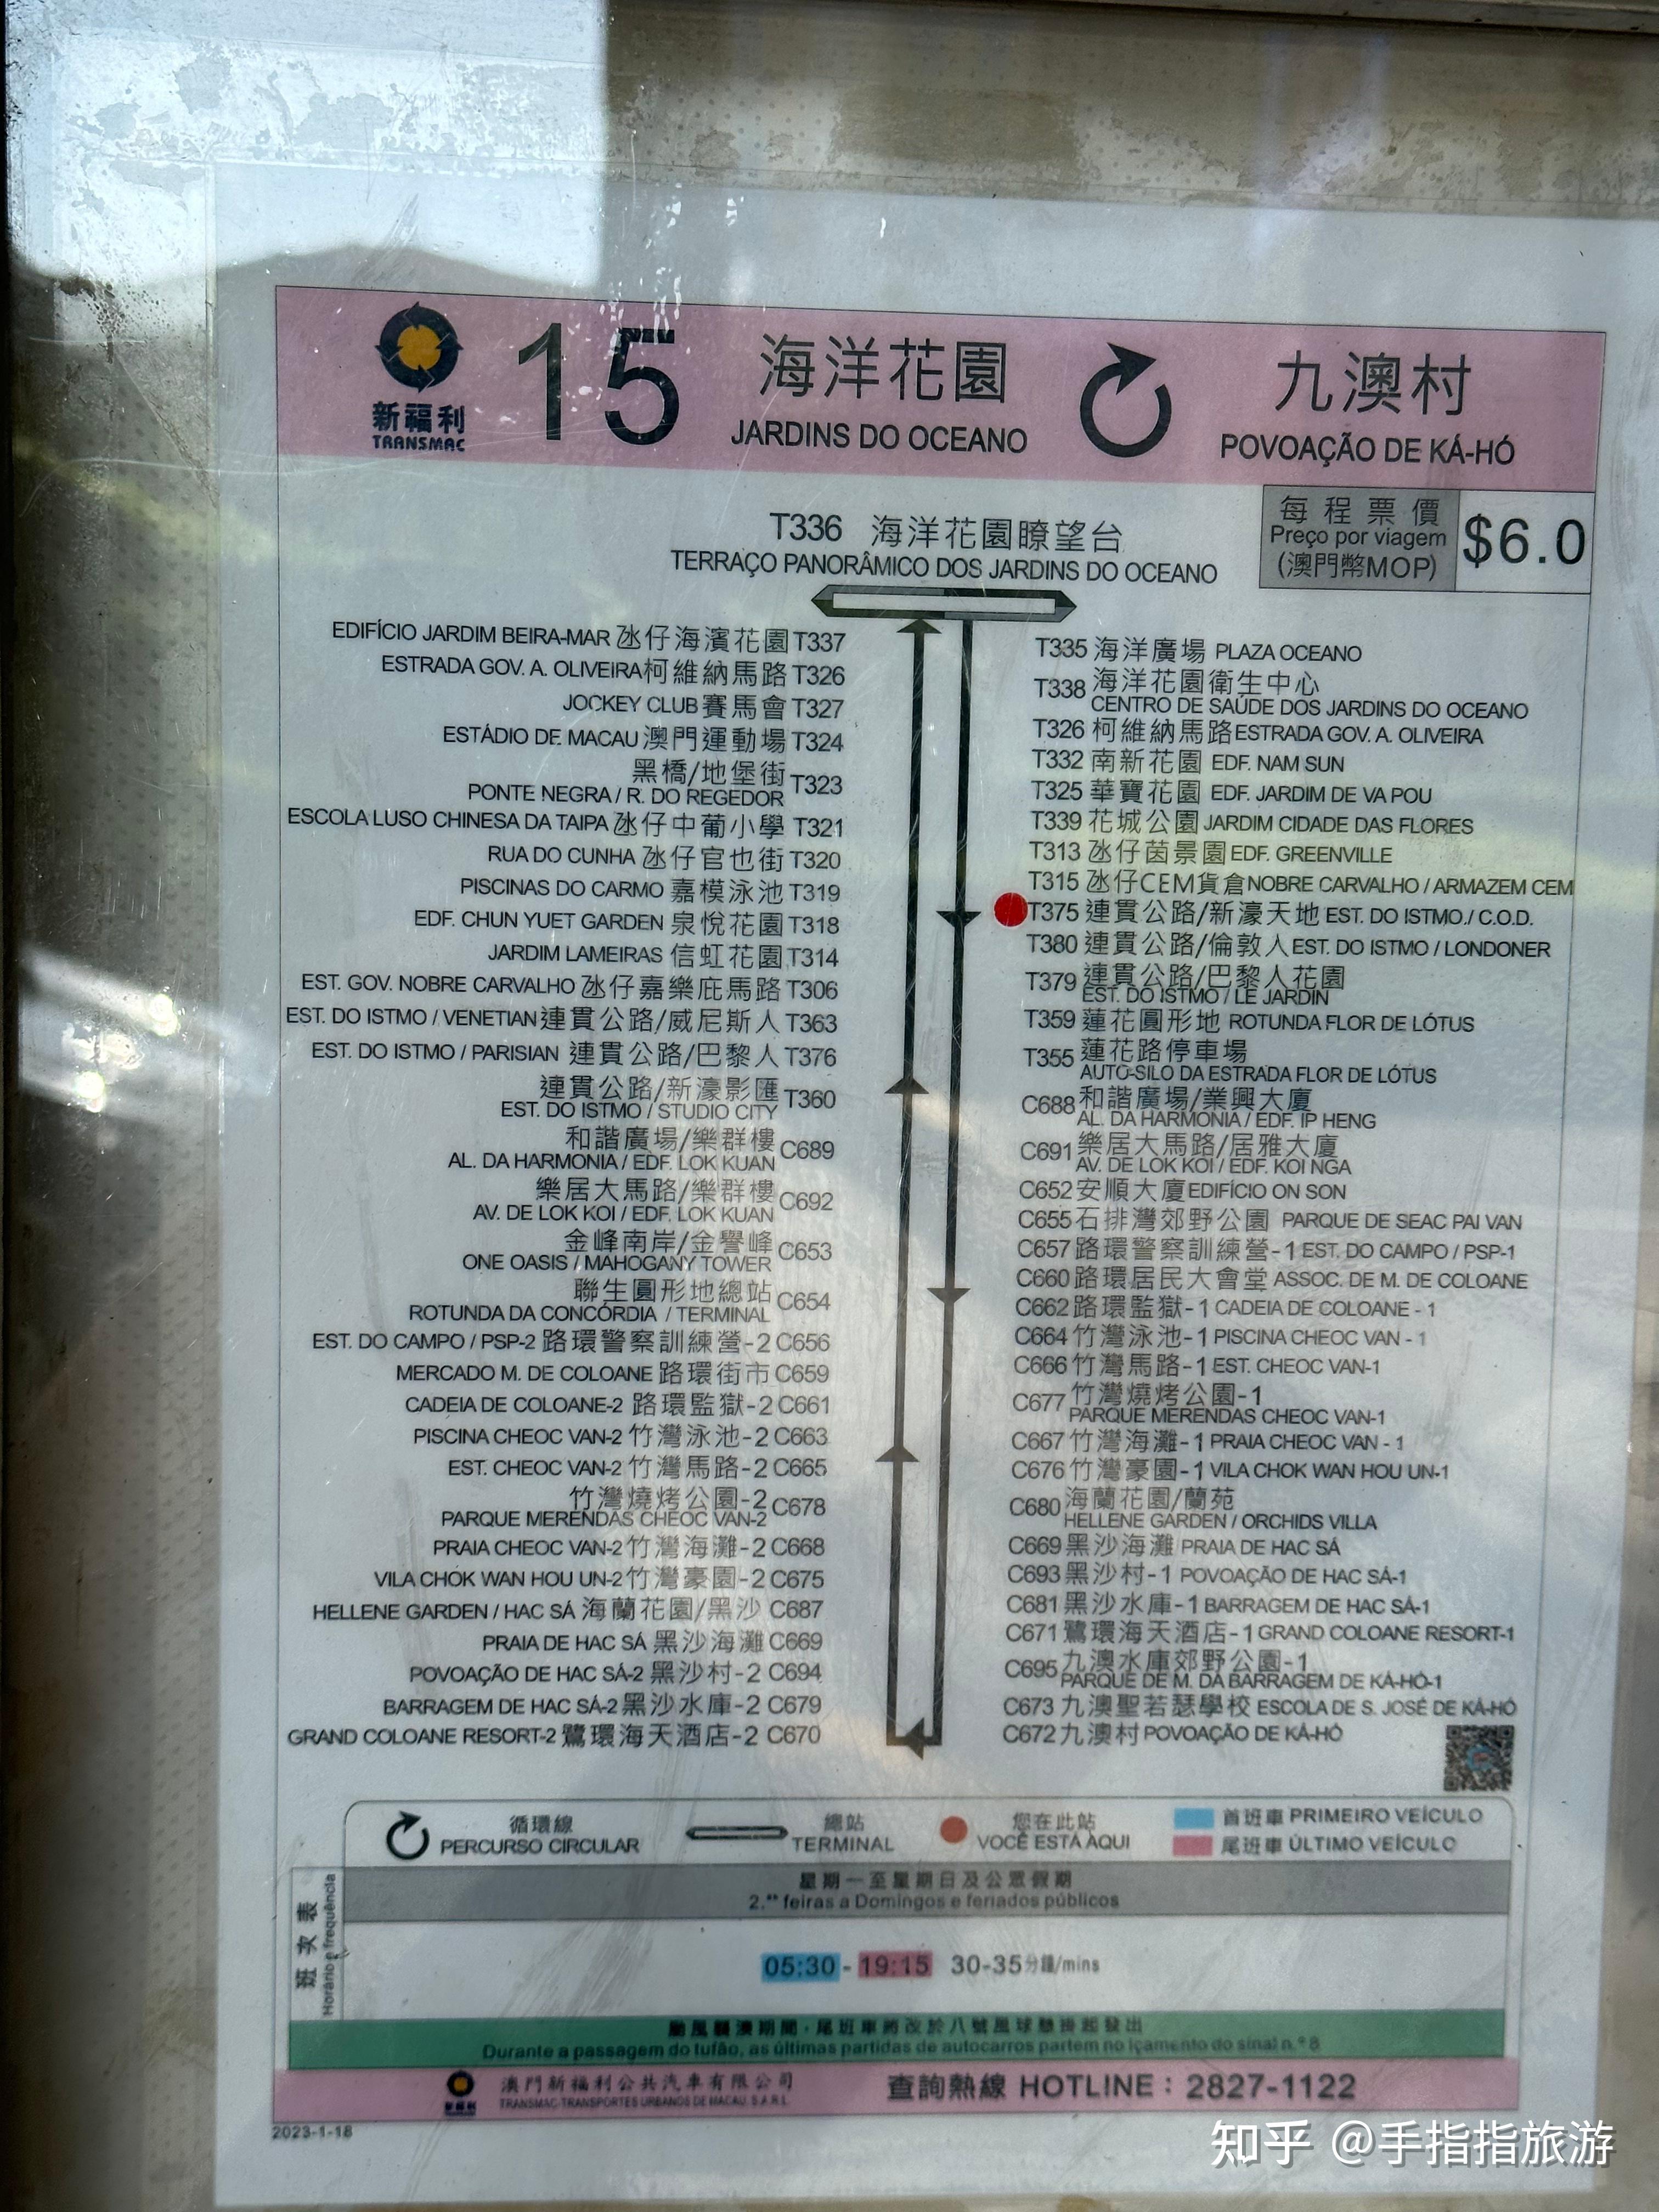 新福利
TRANSMAC
15
海洋花園
JARDINS DO OCEANO
九澳村
POVOAÇÃO DE KÁ-HÓ
每程票價
Preço por viagem
(澳門幣MOP)
$6.0
T336 海洋花園瞭望台
TERRAÇO PANORÂMICO DOS JARDINS DO OCEANO
EDIFÍCIO JARDIM BEIRA-MAR 氹仔海濱花園 T337
ESTRADA GOV. A. OLIVEIRA 柯維納馬路 T326
JOCKEY CLUB 賽馬會 T327
ESTÁDIO DE MACAU 澳門運動場 T324
黑橋/地堡街 T323
PONTE NEGRA / R. DO REGEDOR
ESCOLA LUSO CHINESA DA TAIPA 氹仔中葡小學 T321
RUA DO CUNHA 氹仔官也街 T320
PISCINAS DO CARMO 嘉模泳池 T319
EDF. CHUN YUET GARDEN 泉悅花園 T318
JARDIM LAMEIRAS 信虹花園 T314
EST. GOV. NOBRE CARVALHO 氹仔嘉樂庇馬路 T306
EST. DO ISTMO / VENETIAN 連貫公路/威尼斯人 T363
EST. DO ISTMO / PARISIAN 連貫公路/巴黎人 T376
連貫公路/新濠影匯 T360
EST. DO ISTMO / STUDIO CITY
和諧廣場/樂群樓 C689
AL. DA HARMONIA / EDF. LOK KUAN
樂居大馬路/樂群樓 C692
AV. DE LOK KOI / EDF. LOK KUAN
金峰南岸/金譽峰 C653
ONE OASIS / MAHOGANY TOWER
聯生圓形地總站 C654
ROTUNDA DA CONCÓRDIA / TERMINAL
EST. DO CAMPO / PSP-2 路環警察訓練營-2 C656
MERCADO M. DE COLOANE 路環街市 C659
CADEIA DE COLOANE-2 路環監獄-2 C661
PISCINA CHEOC VAN-2 竹灣泳池-2 C663
EST. CHEOC VAN-2 竹灣馬路-2 C665
竹灣燒烤公園-2 C678
PARQUE MERENDAS CHEOC VAN-2
PRAIA CHEOC VAN-2 竹灣海灘-2 C668
VILA CHOK WAN HOU UN-2 竹灣豪園-2 C675
HELLENE GARDEN / HAC SÁ 海蘭花園/黑沙 C687
PRAIA DE HAC SÁ 黑沙海灘 C669
POVOAÇÃO DE HAC SÁ-2 黑沙村-2 C694
BARRAGEM DE HAC SÁ-2 黑沙水庫-2 C679
GRAND COLOANE RESORT-2 鷺環海天酒店-2 C670
T335 海洋廣場 PLAZA OCEANO
T338 海洋花園衛生中心
CENTRO DE SAÚDE DOS JARDINS DO OCEANO
T326 柯維納馬路 ESTRADA GOV. A. OLIVEIRA
T332 南新花園 EDF. NAM SUN
T325 華寶花園 EDF. JARDIM DE VA POU
T339 花城公園 JARDIM CIDADE DAS FLORES
T313 氹仔茵景園 EDF. GREENVILLE
T315 氹仔CEM貨倉 NOBRE CARVALHO / ARMAZEM CEM
T375 連貫公路/新濠天地 EST. DO ISTMO./ C.O.D.
T380 連貫公路/倫敦人 EST. DO ISTMO / LONDONER
T379 連貫公路/巴黎人花園
EST. DO ISTMO / LE JARDIN
T359 蓮花圓形地 ROTUNDA FLOR DE LÓTUS
T355 蓮花路停車場
AUTO-SILO DA ESTRADA FLOR DE LÓTUS
C688 和諧廣場/業興大廈
AL. DA HARMONIA / EDF. IP HENG
C691 樂居大馬路/居雅大廈
AV. DE LOK KOI / EDF. KOI NGA
C652 安順大廈 EDIFÍCIO ON SON
C655 石排灣郊野公園 PARQUE DE SEAC PAI VAN
C657 路環警察訓練營-1 EST. DO CAMPO / PSP-1
C660 路環居民大會堂 ASSOC. DE M. DE COLOANE
C662 路環監獄-1 CADEIA DE COLOANE - 1
C664 竹灣泳池-1 PISCINA CHEOC VAN - 1
C666 竹灣馬路-1 EST. CHEOC VAN-1
C677 竹灣燒烤公園-1
PARQUE MERENDAS CHEOC VAN-1
C667 竹灣海灘-1 PRAIA CHEOC VAN - 1
C676 竹灣豪園-1 VILA CHOK WAN HOU UN-1
C680 海蘭花園/蘭苑
HELLENE GARDEN / ORCHIDS VILLA
C669 黑沙海灘 PRAIA DE HAC SÁ
C693 黑沙村-1 POVOAÇÃO DE HAC SÁ-1
C681 黑沙水庫-1 BARRAGEM DE HAC SÁ-1
C671 鷺環海天酒店-1 GRAND COLOANE RESORT-1
C695 九澳水庫郊野公園-1
PARQUE DE M. DA BARRAGEM DE KÁ-HÓ-1
C673 九澳聖若瑟學校 ESCOLA DE S. JOSÉ DE KÁ-HÓ
C672 九澳村 POVOAÇÃO DE KÁ-HÓ
循環線
PERCURSO CIRCULAR
總站
TERMINAL
您在此站
VOCÊ ESTÁ AQUI
首班車 PRIMEIRO VEÍCULO
尾班車 ÚLTIMO VEÍCULO
班次表
Horário e frequência
星期一至星期日及公眾假期
2.as feiras a Domingos e feriados públicos
05:30 - 19:15 30-35分鐘/mins
颱風襲澳期間，尾班車將改於八號風球懸掛起發出
Durante a passagem do tufão, as últimas partidas de autocarros partem no içamento do sinal n.º 8
新福利
澳門新福利公共汽車有限公司
TRANSMAC-TRANSPORTES URBANOS DE MACAU, S.A.R.L.
查詢熱線 HOTLINE：2827-1122
2023-1-18
知乎 @手指指旅游